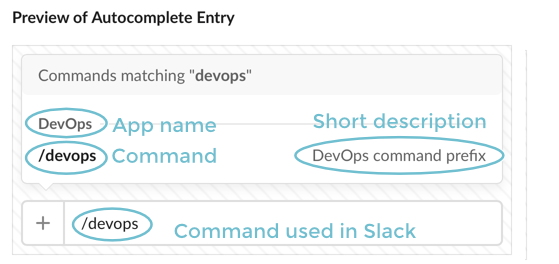 Preview of Autocomplete Entry
Commands matching "devops"
DevOps App name Short description
/devops Command DevOps command prefix
+ /devops Command used in Slack